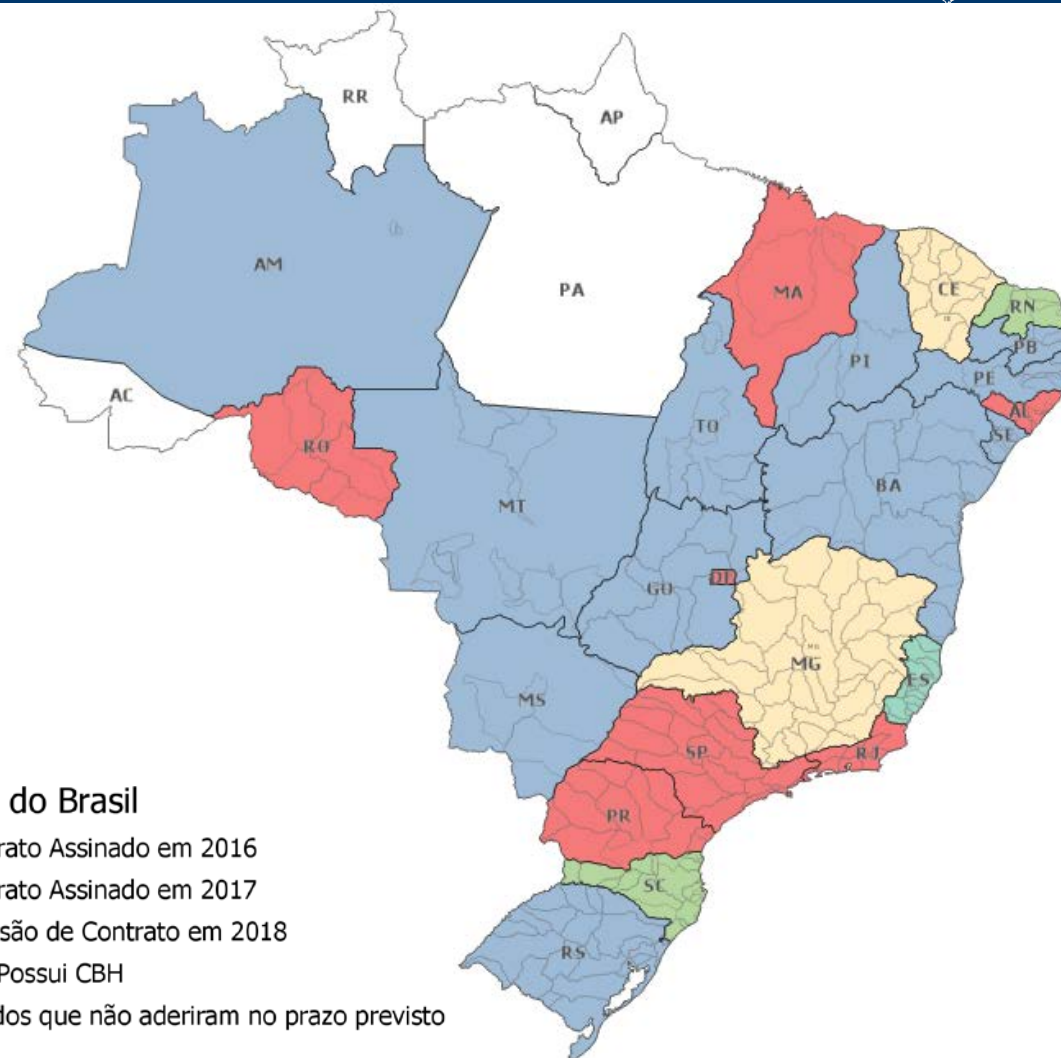 RR
AP
AM
PA
MA
CE
RN
PB
PI
PE
AC
TO
AL
SE
RO
BA
MT
DF
GO
MG
ES
MS
SP
RJ
PR
SC
RS
do Brasil
rato Assinado em 2016
rato Assinado em 2017
são de Contrato em 2018
Possui CBH
dos que não aderiram no prazo previsto